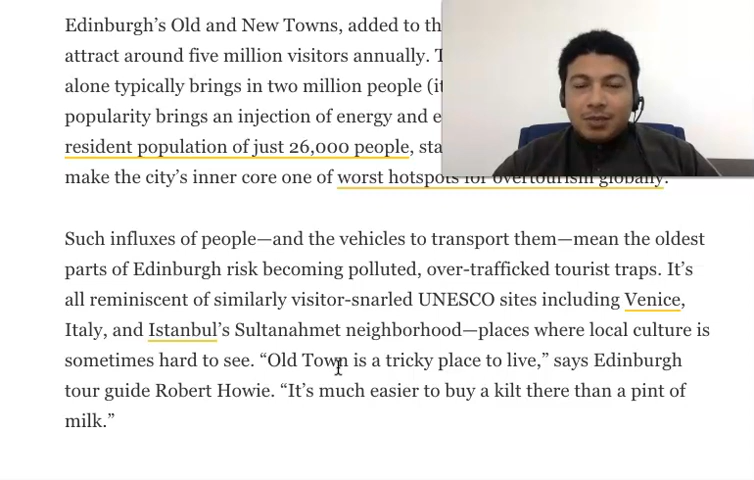 Edinburgh’s Old and New Towns, added to th
attract around five million visitors annually. T
alone typically brings in two million people (it
popularity brings an injection of energy and e
resident population of just 26,000 people, sta
make the city’s inner core one of worst hotspots for overtourism globally.
Such influxes of people—and the vehicles to transport them—mean the oldest
parts of Edinburgh risk becoming polluted, over-trafficked tourist traps. It’s
all reminiscent of similarly visitor-snarled UNESCO sites including Venice,
Italy, and Istanbul’s Sultanahmet neighborhood—places where local culture is
sometimes hard to see. “Old Town is a tricky place to live,” says Edinburgh
tour guide Robert Howie. “It’s much easier to buy a kilt there than a pint of
milk.”